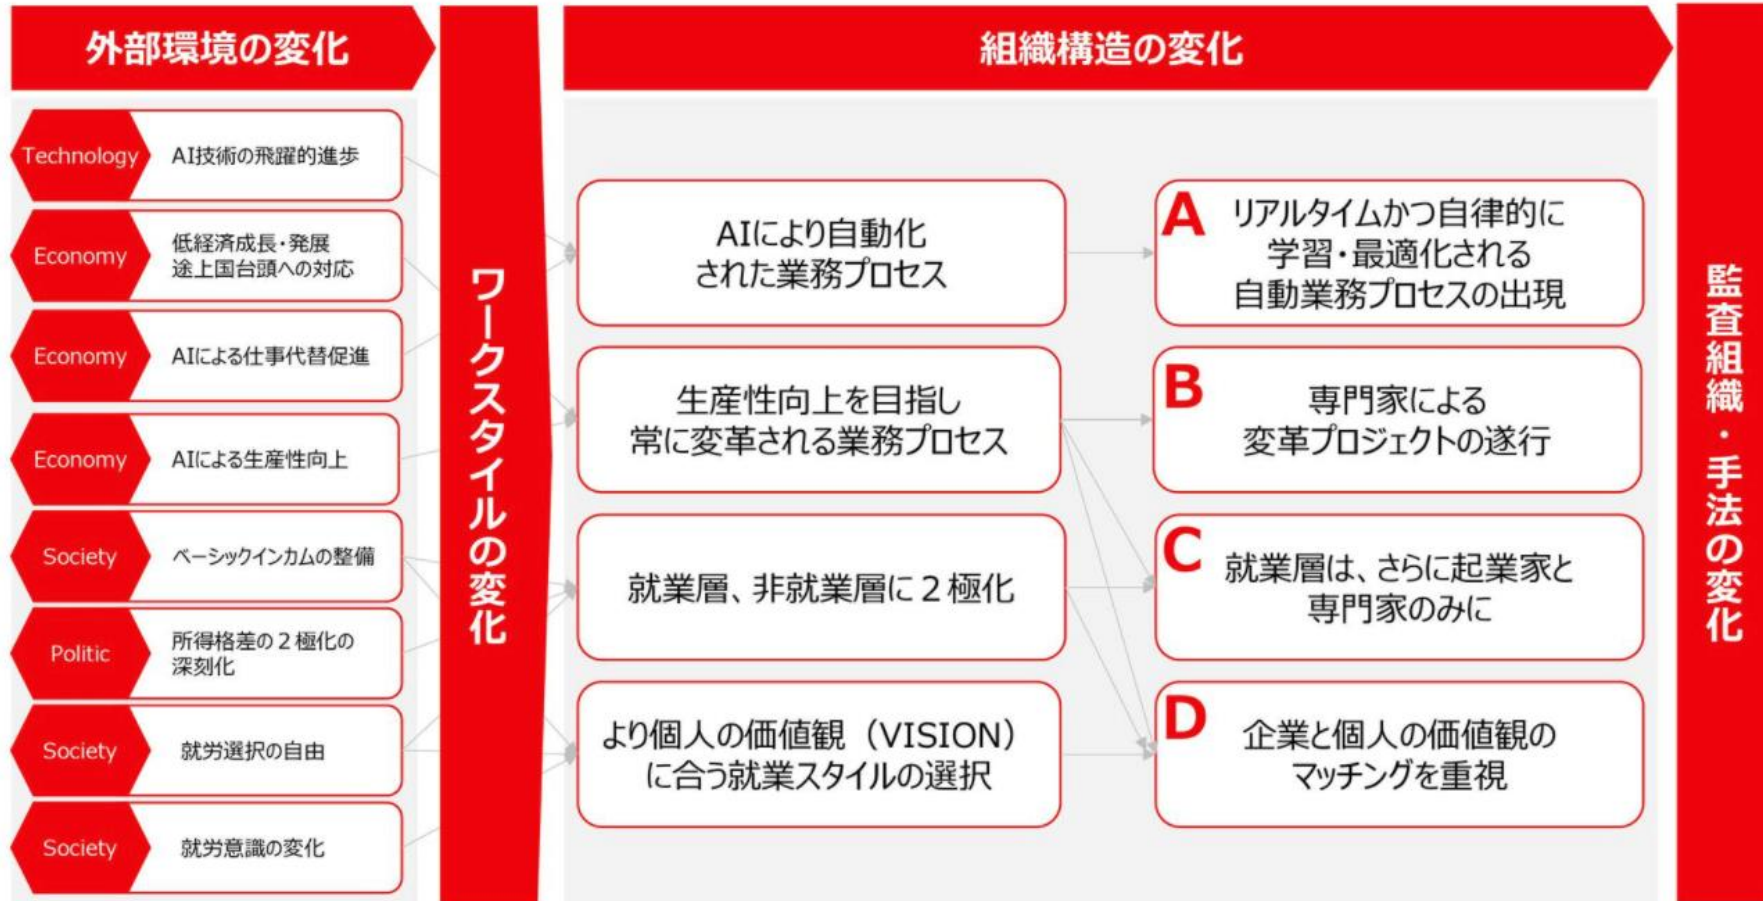 外部環境の変化
Technology
AI技術の飛躍的進歩
Economy
低経済成長・発展
途上国台頭への対応
Economy
AIによる仕事代替促進
Economy
AIによる生産性向上
Society
ベーシックインカムの整備
Politic
所得格差の２極化の
深刻化
Society
就労選択の自由
Society
就労意識の変化
ワークスタイルの変化
組織構造の変化
AIにより自動化
された業務プロセス
生産性向上を目指し
常に変革される業務プロセス
就業層、非就業層に２極化
より個人の価値観（VISION）
に合う就業スタイルの選択
A
リアルタイムかつ自律的に
学習・最適化される
自動業務プロセスの出現
B
専門家による
変革プロジェクトの遂行
C
就業層は、さらに起業家と
専門家のみに
D
企業と個人の価値観の
マッチングを重視
監査組織・手法の変化